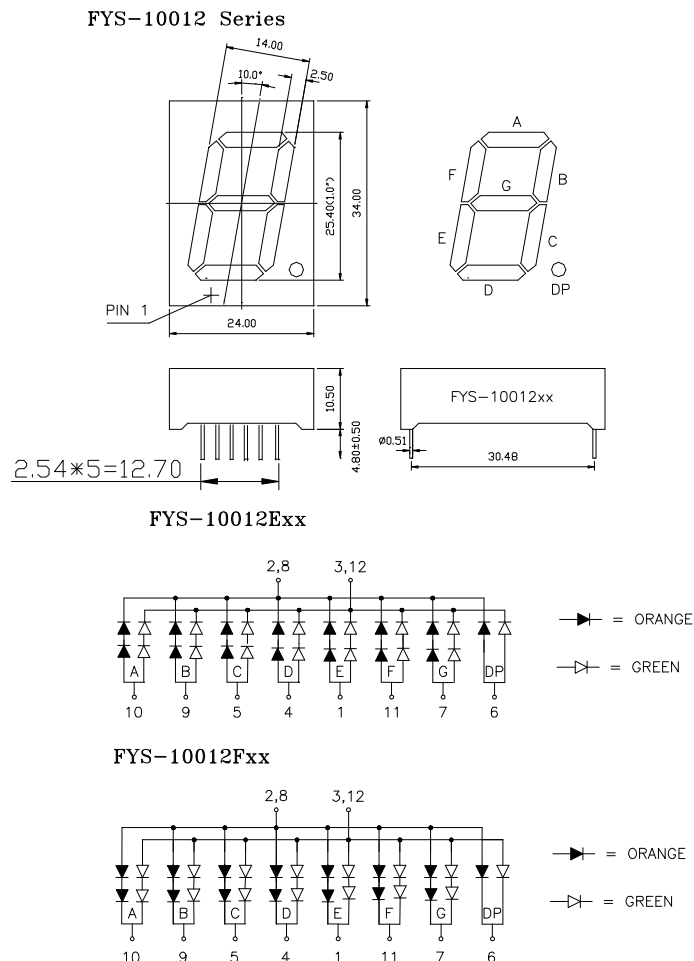 FYS-10012 Series
14.00
10.0°
2.50
25.40(1.0")
34.00
PIN 1
24.00
A
F
B
G
E
C
D
DP
10.50
4.80±0.50
2.54*5=12.70
FYS-10012xx
ø0.51
30.48
FYS-10012Exx
2,8 3,12
A B C D E F G DP
10 9 5 4 1 11 7 6
= ORANGE
= GREEN
FYS-10012Fxx
2,8 3,12
A B C D E F G DP
10 9 5 4 1 11 7 6
= ORANGE
= GREEN